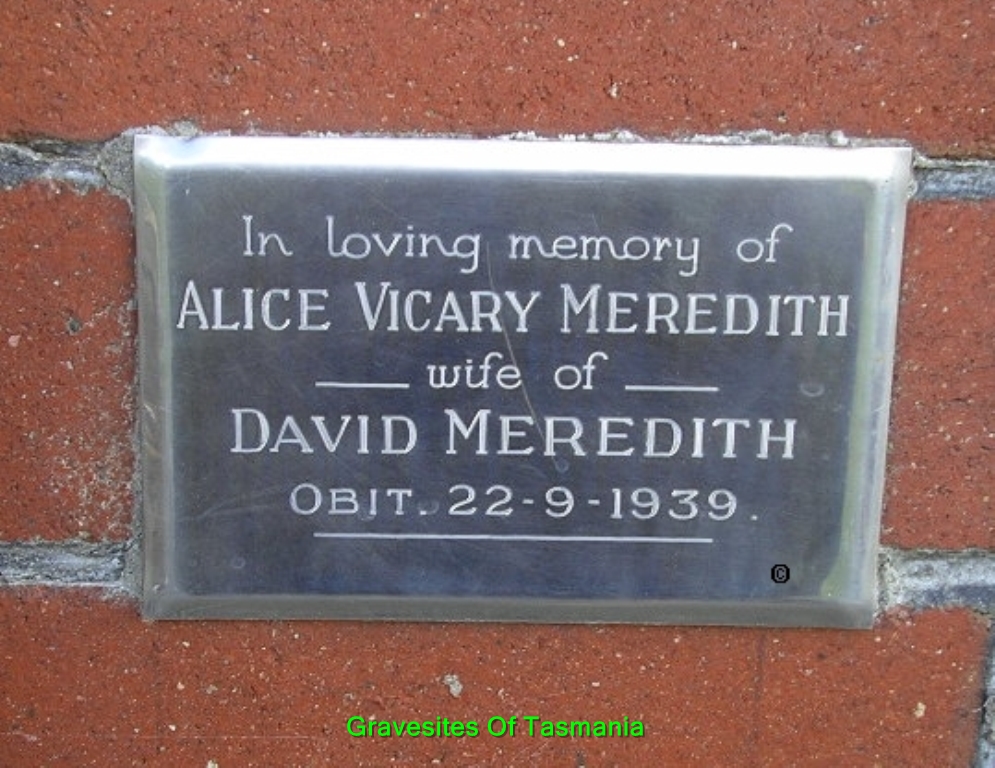 In loving memory of
ALICE VICARY MEREDITH
wife of
DAVID MEREDITH
OBIT. 22-9-1939.
©
Gravesites Of Tasmania